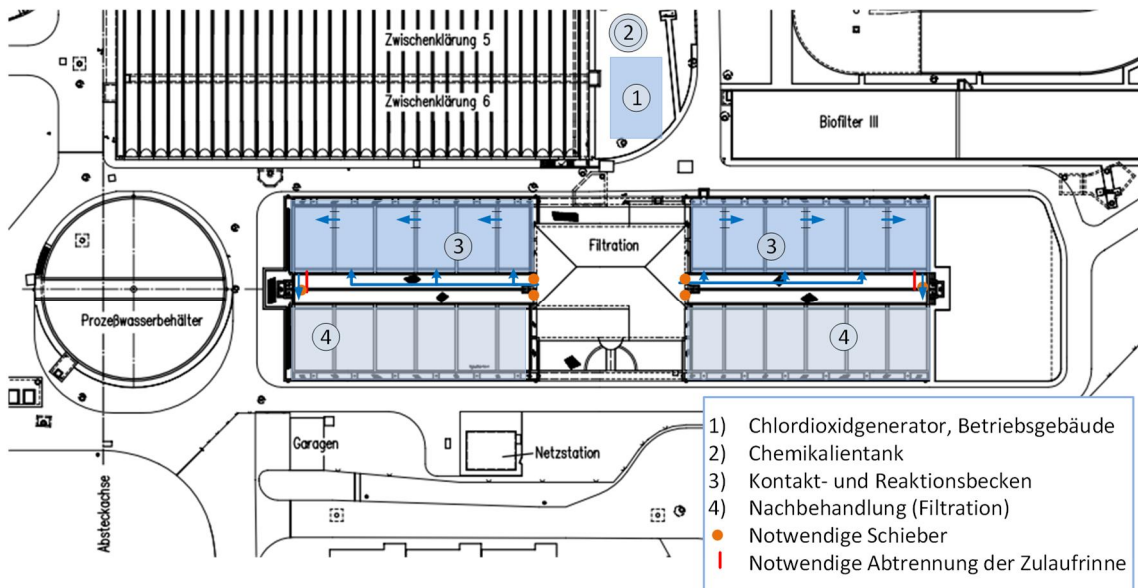 Zwischenklärung 5
2
Zwischenklärung 6
1
Biofilter III
3
Filtration
3
Prozeßwasserbehälter
4
4
Garagen
Netzstation
Absteckachse
1) Chlordioxidgenerator, Betriebsgebäude
2) Chemikalientank
3) Kontakt- und Reaktionsbecken
4) Nachbehandlung (Filtration)
Notwendige Schieber
Notwendige Abtrennung der Zulaufrinne